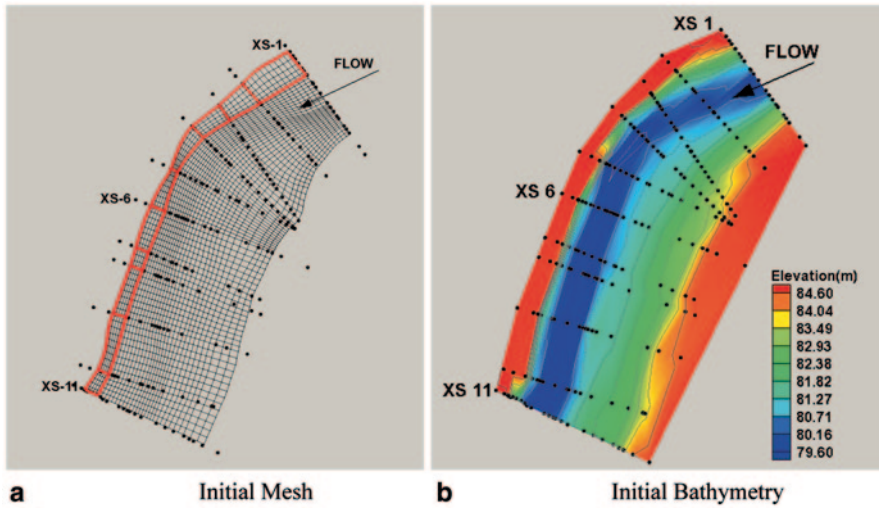 XS-1
FLOW
XS-6
XS-11
a Initial Mesh
XS 1
FLOW
XS 6
XS 11
Elevation(m)
84.60
84.04
83.49
82.93
82.38
81.82
81.27
80.71
80.16
79.60
b Initial Bathymetry